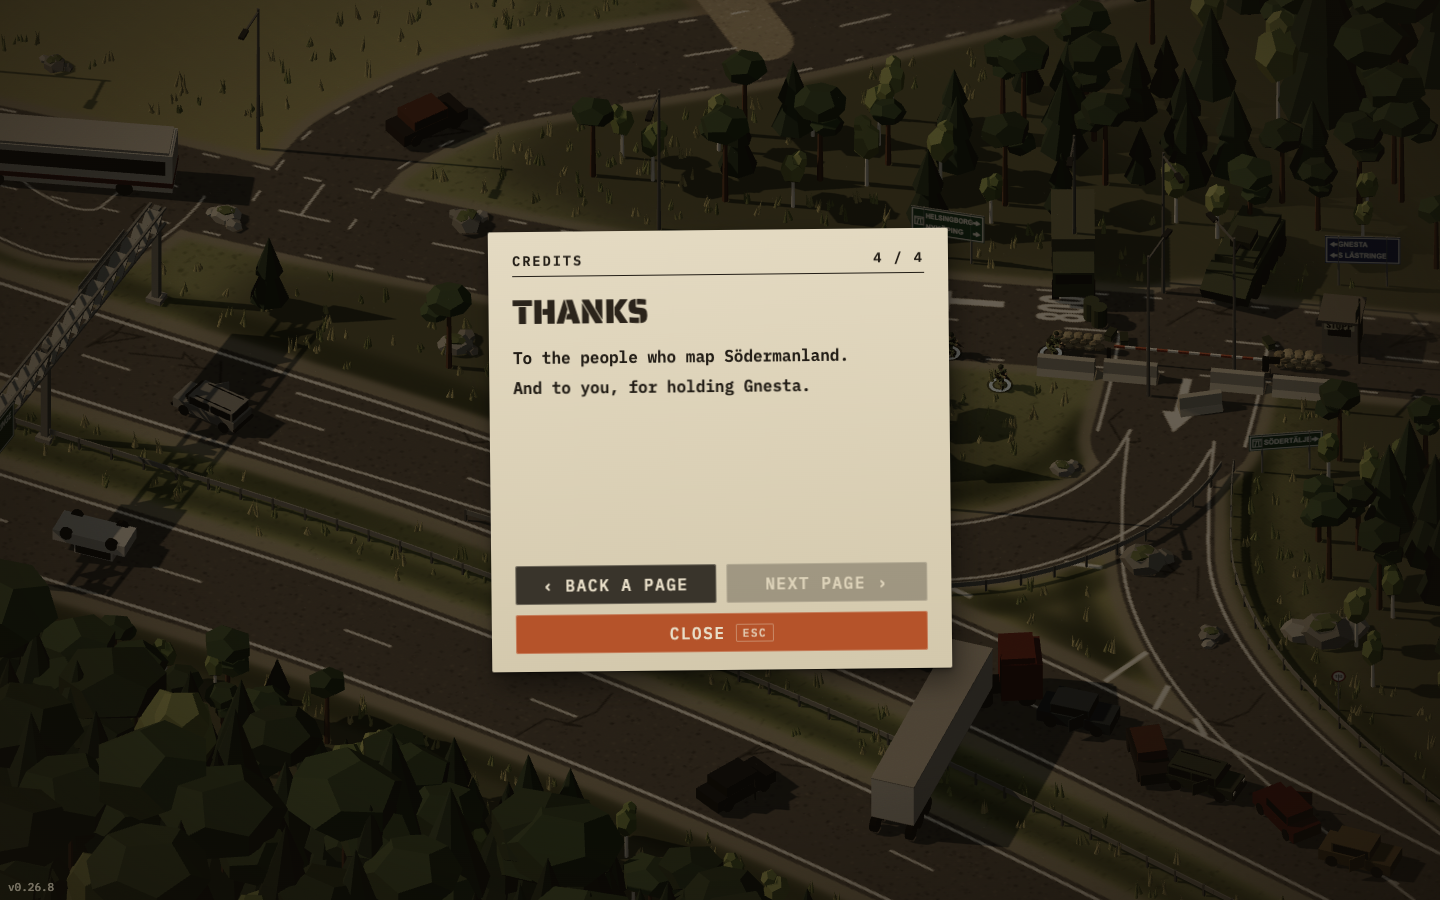 HELSINGBORG
GNESTA
S LÄSTRINGE
SÖDERTÄLJE
CREDITS
4 / 4
THANKS
To the people who map Södermanland.
And to you, for holding Gnesta.
‹ BACK A PAGE
NEXT PAGE ›
CLOSE ESC
v0.26.8